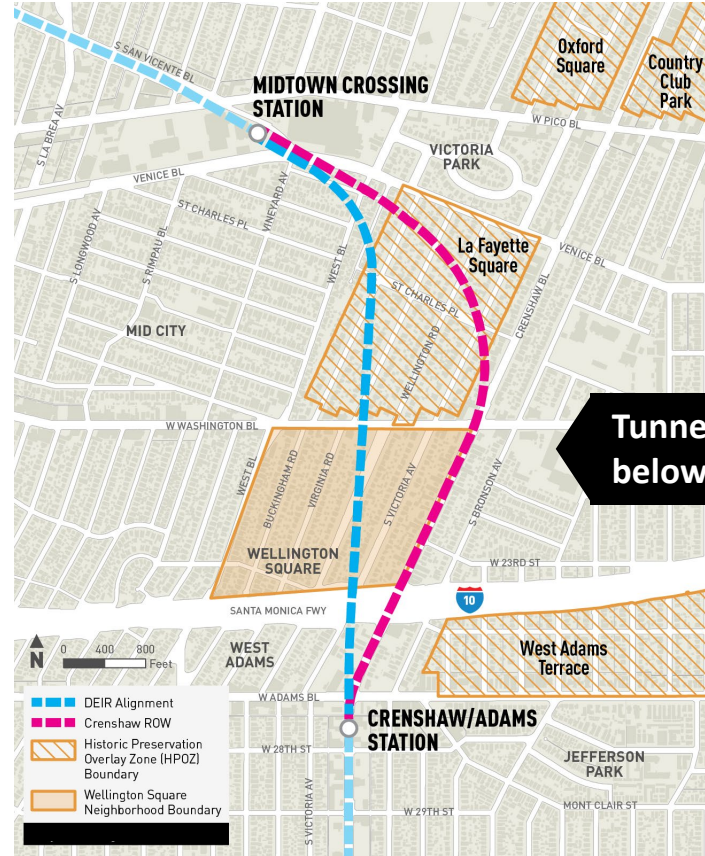 Oxford
Square
Country
Club
Park
S SAN VICENTE BL
MIDTOWN CROSSING
STATION
S LA BREA AV
W PICO BL
VICTORIA
PARK
VENICE BL
VINEYARD AV
ST CHARLES PL
S LONGWOOD AV
S RIMPAU BL
WEST BL
La Fayette
Square
VENICE BL
ST CHARLES PL
CRENSHAW BL
MID CITY
WELLINGTON RD
W WASHINGTON BL
Tunne
below
WEST BL
BUCKINGHAM RD
VIRGINIA RD
S VICTORIA AV
S BRONSON AV
WELLINGTON
SQUARE
W 23RD ST
10
SANTA MONICA FWY
N
0 400 800
Feet
WEST
ADAMS
West Adams
Terrace
W ADAMS BL
DEIR Alignment
Crenshaw ROW
Historic Preservation
Overlay Zone (HPOZ)
Boundary
Wellington Square
Neighborhood Boundary
CRENSHAW/ADAMS
STATION
W 28TH ST
JEFFERSON
PARK
S VICTORIA AV
W 29TH ST
MONT CLAIR ST